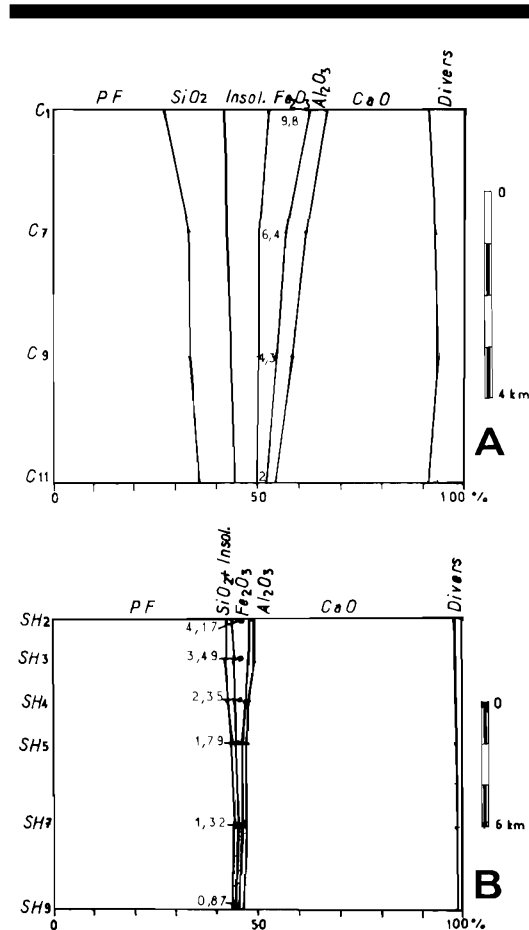 PF SiO2 Insol. Fe2O3 Al2O3 CaO Divers
C1
9,8
0
C7
6,4
C9
4,3
4 km
A
C11
2
0 50 100 %
PF SiO2+ Insol. Fe2O3 Al2O3 CaO Divers
SH2
4,17
SH3
3,49
SH4
2,35
0
SH5
1,79
SH7
1,32
6 km
B
SH9
0,87
0 50 100 %